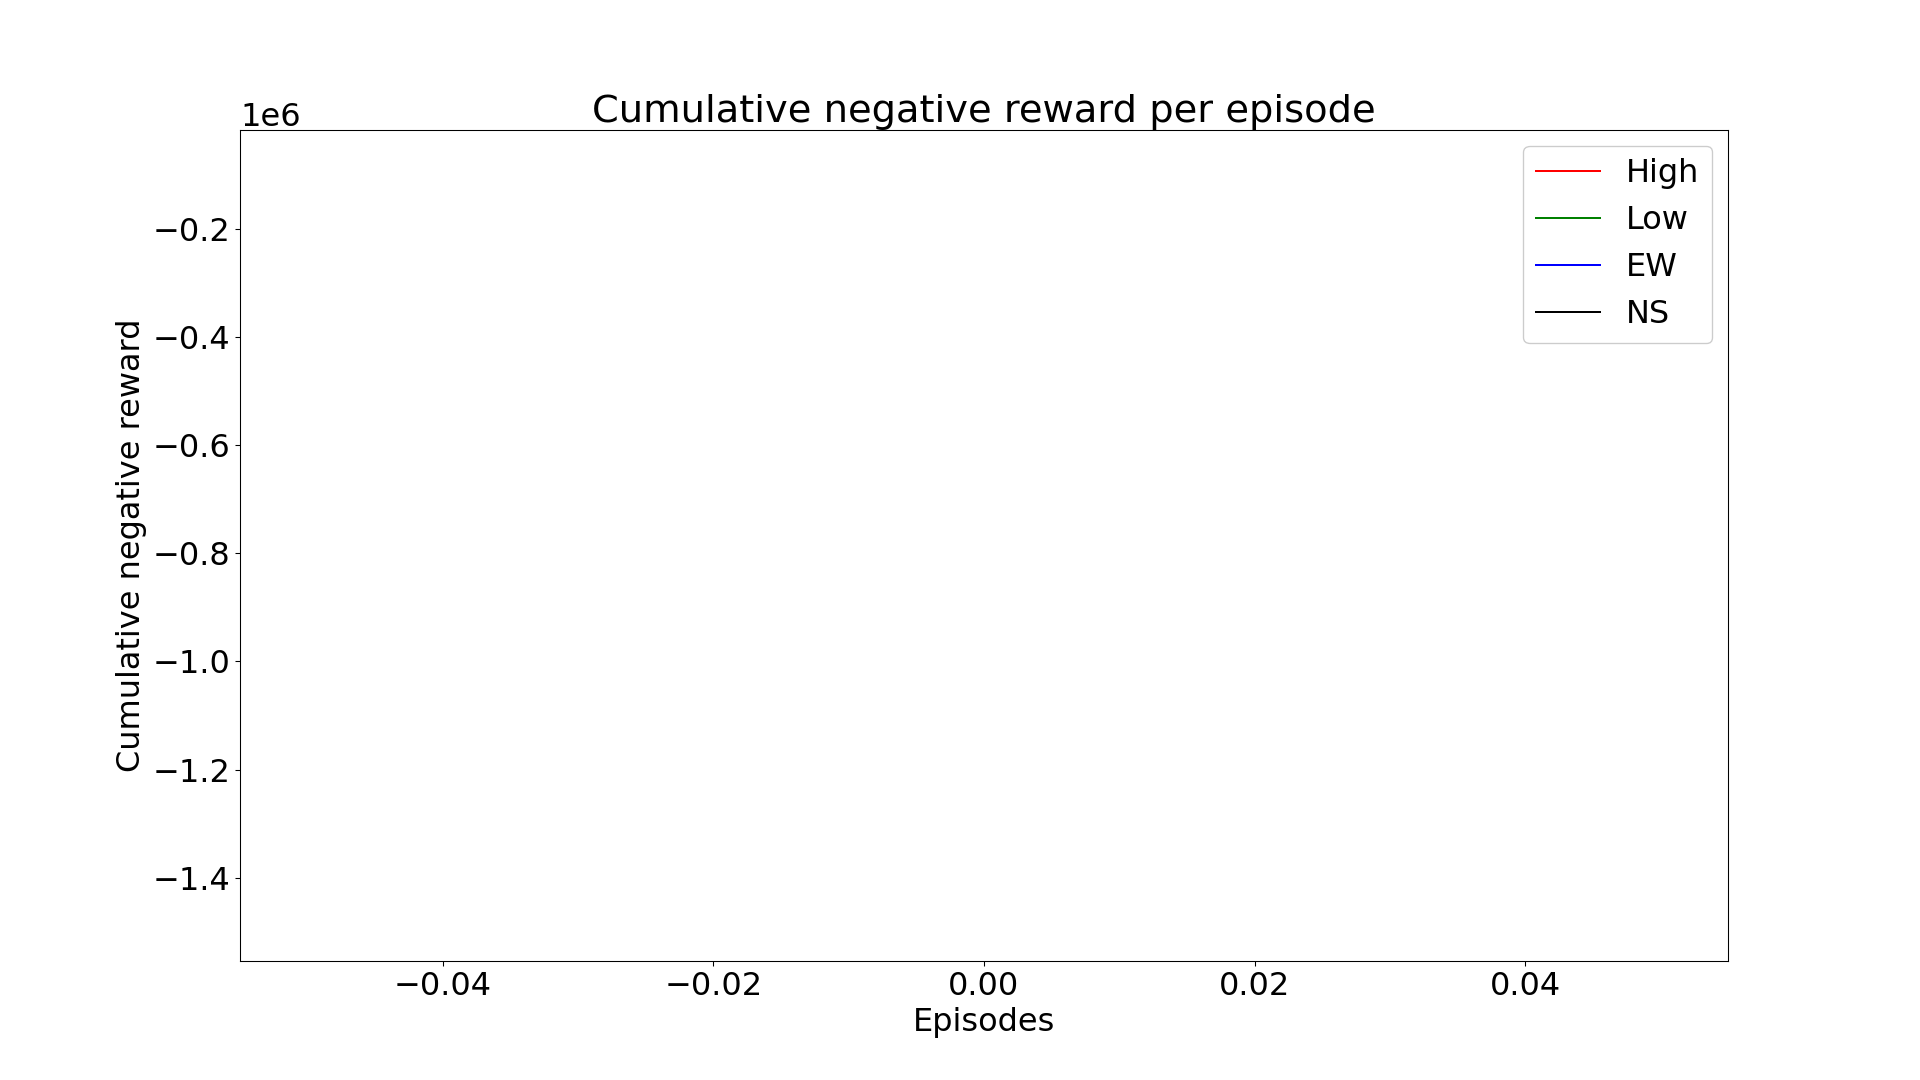 Cumulative negative reward per episode
1e6
High
Low
EW
NS
Cumulative negative reward
−0.2
−0.4
−0.6
−0.8
−1.0
−1.2
−1.4
−0.04 −0.02 0.00 0.02 0.04
Episodes